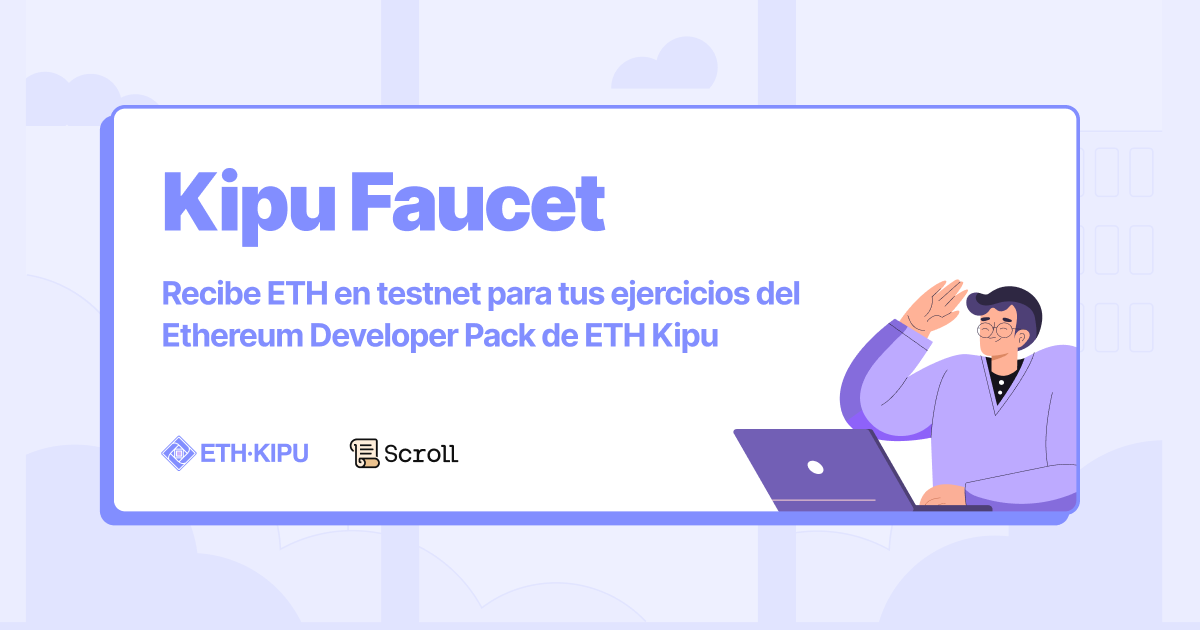 Kipu Faucet
Recibe ETH en testnet para tus ejercicios del
Ethereum Developer Pack de ETH Kipu
ETH·KIPU
Scroll